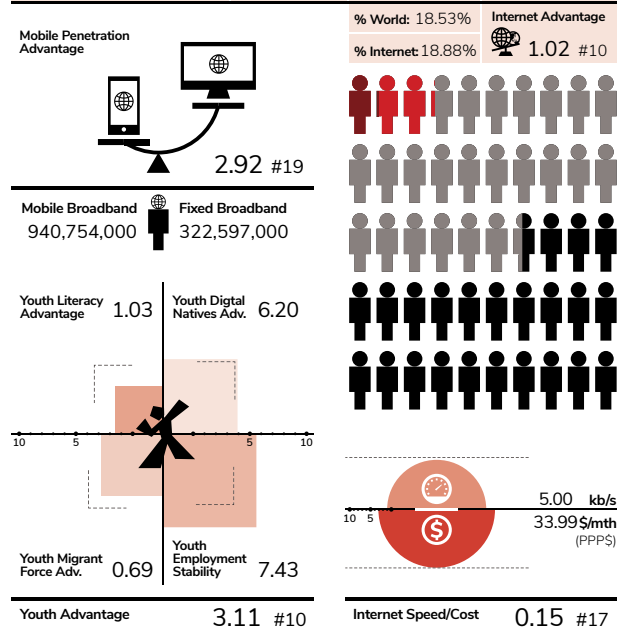 Mobile Penetration
Advantage
2.92 #19
Mobile Broadband
940,754,000
Fixed Broadband
322,597,000
Youth Literacy
Advantage
1.03
Youth Digtal
Natives Adv.
6.20
10 5 5 10
Youth Migrant
Force Adv.
0.69
Youth
Employment
Stability
7.43
Youth Advantage
3.11 #10
% World: 18.53%
% Internet: 18.88%
Internet Advantage
1.02 #10
10 5
$
5.00 kb/s
33.99 $/mth
(PPP$)
Internet Speed/Cost
0.15 #17